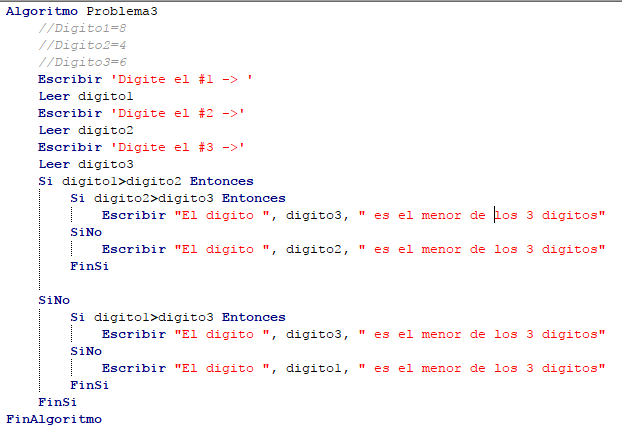 Algoritmo Problema3
//Digito1=8
//Digito2=4
//Digito3=6
Escribir 'Digite el #1 -> '
Leer digito1
Escribir 'Digite el #2 ->'
Leer digito2
Escribir 'Digite el #3 ->'
Leer digito3
Si digito1>digito2 Entonces
Si digito2>digito3 Entonces
Escribir "El digito ", digito3, " es el menor de los 3 digitos"
SiNo
Escribir "El digito ", digito2, " es el menor de los 3 digitos"
FinSi
SiNo
Si digito1>digito3 Entonces
Escribir "El digito ", digito3, " es el menor de los 3 digitos"
SiNo
Escribir "El digito ", digito1, " es el menor de los 3 digitos"
FinSi
FinSi
FinAlgoritmo